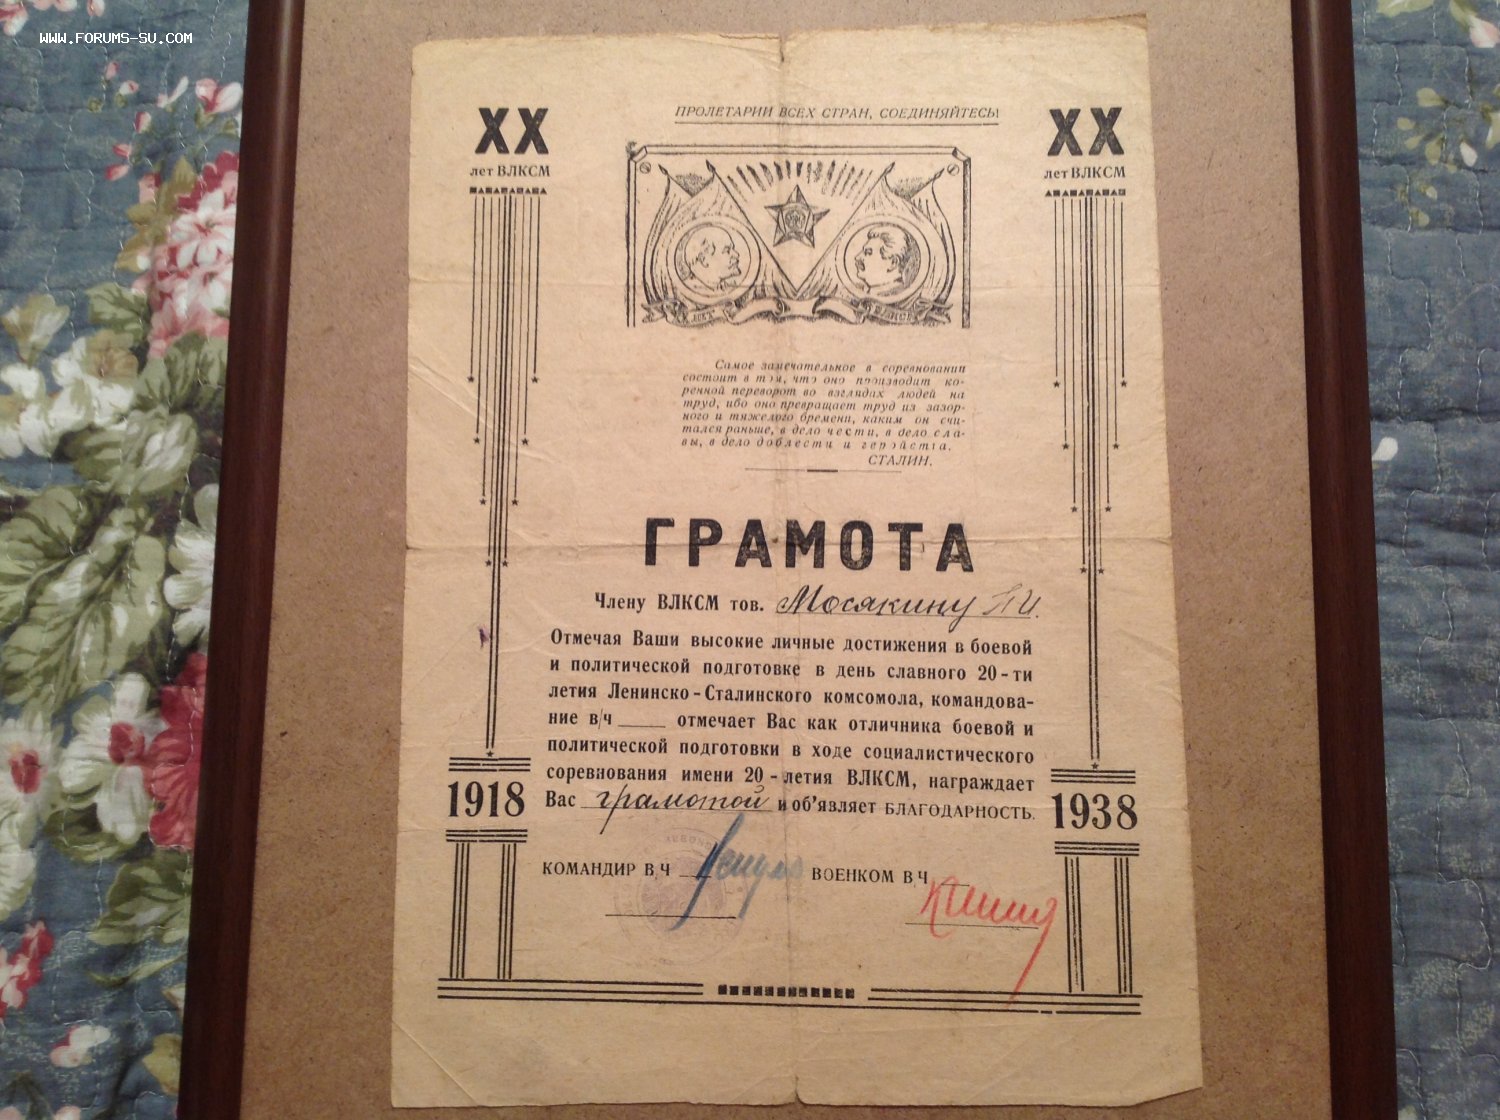 WWW.FORUMS-SU.COM
XX
лет ВЛКСМ
ПРОЛЕТАРИИ ВСЕХ СТРАН, СОЕДИНЯЙТЕСЬ!
XX
лет ВЛКСМ
XX ЛЕТ ВЛКСМ
Самое замечательное в соревновании
состоит в том, что оно производит ко-
ренной переворот во взглядах людей на
труд, ибо оно превращает труд из зазор-
ного и тяжелого бремени, каким он счи-
тался раньше, в дело чести, в дело сла-
вы, в дело доблести и геройства.
СТАЛИН.
ГРАМОТА
Члену ВЛКСМ тов. Мосякину П И.
Отмечая Ваши высокие личные достижения в боевой
и политической подготовке в день славного 20-ти
летия Ленинско-Сталинского комсомола, командова-
ние в/ч _____ отмечает Вас как отличника боевой и
политической подготовки в ходе социалистического
соревнования имени 20-летия ВЛКСМ, награждает
Вас грамотой и об'являет БЛАГОДАРНОСТЬ.
1918
1938
КОМАНДИР В/Ч
ВОЕНКОМ В/Ч